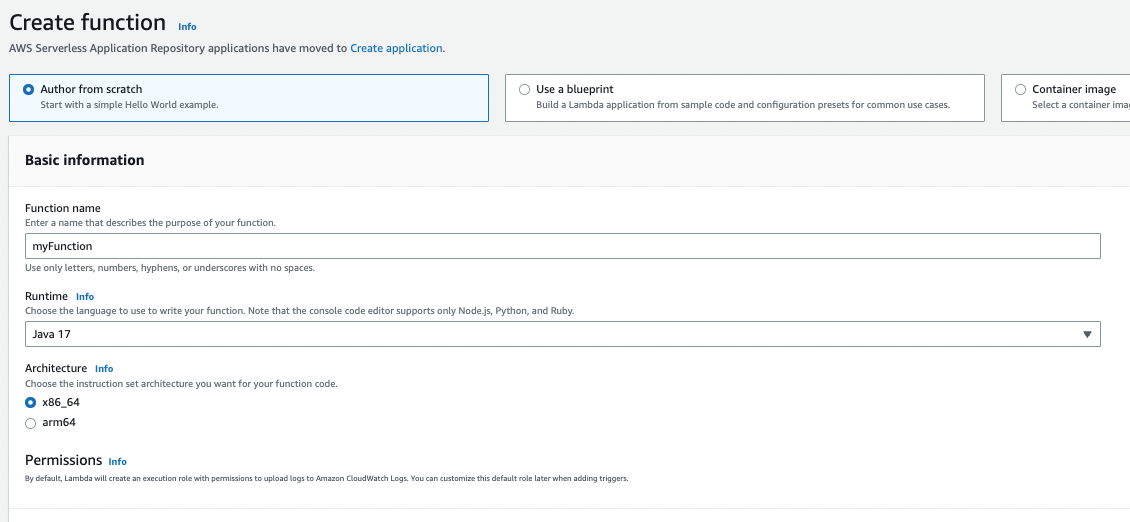 Create function Info
AWS Serverless Application Repository applications have moved to Create application.
Author from scratch
Start with a simple Hello World example.
Use a blueprint
Build a Lambda application from sample code and configuration presets for common use cases.
Container image
Select a container
Basic information
Function name
Enter a name that describes the purpose of your function.
myFunction
Use only letters, numbers, hyphens, or underscores with no spaces.
Runtime Info
Choose the language to use to write your function. Note that the console code editor supports only Node.js, Python, and Ruby.
Java 17
Architecture Info
Choose the instruction set architecture you want for your function code.
x86_64
arm64
Permissions Info
By default, Lambda will create an execution role with permissions to upload logs to Amazon CloudWatch Logs. You can customize this default role later when adding triggers.